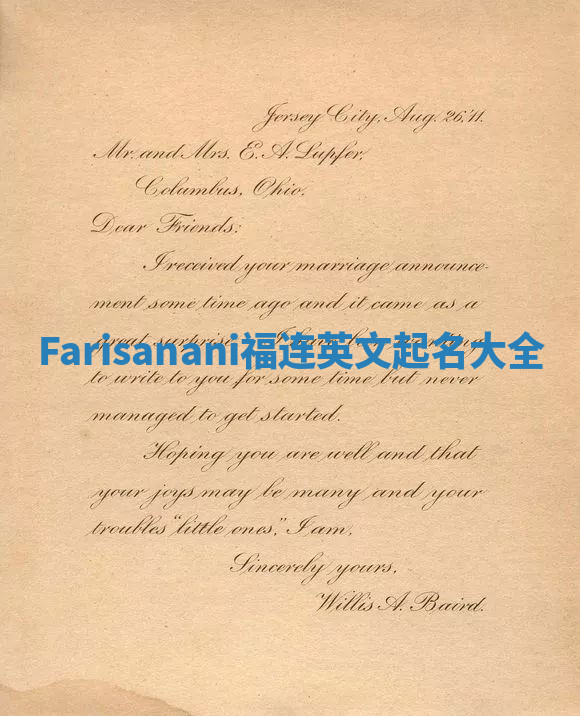 Jersey City, Aug. 26, '11.
Mr. and Mrs. E. A. Lupfer,
Columbus, Ohio.
Dear Friends:
I received your marriage announce-
ment some time ago and it came as a
great surprise. I have
Farisanani福连英文起名大全
to write to you for some time but never
managed to get started.
Hoping you are well and that
your joys may be many and your
troubles "little ones," I am,
Sincerely yours,
Willis A. Baird.